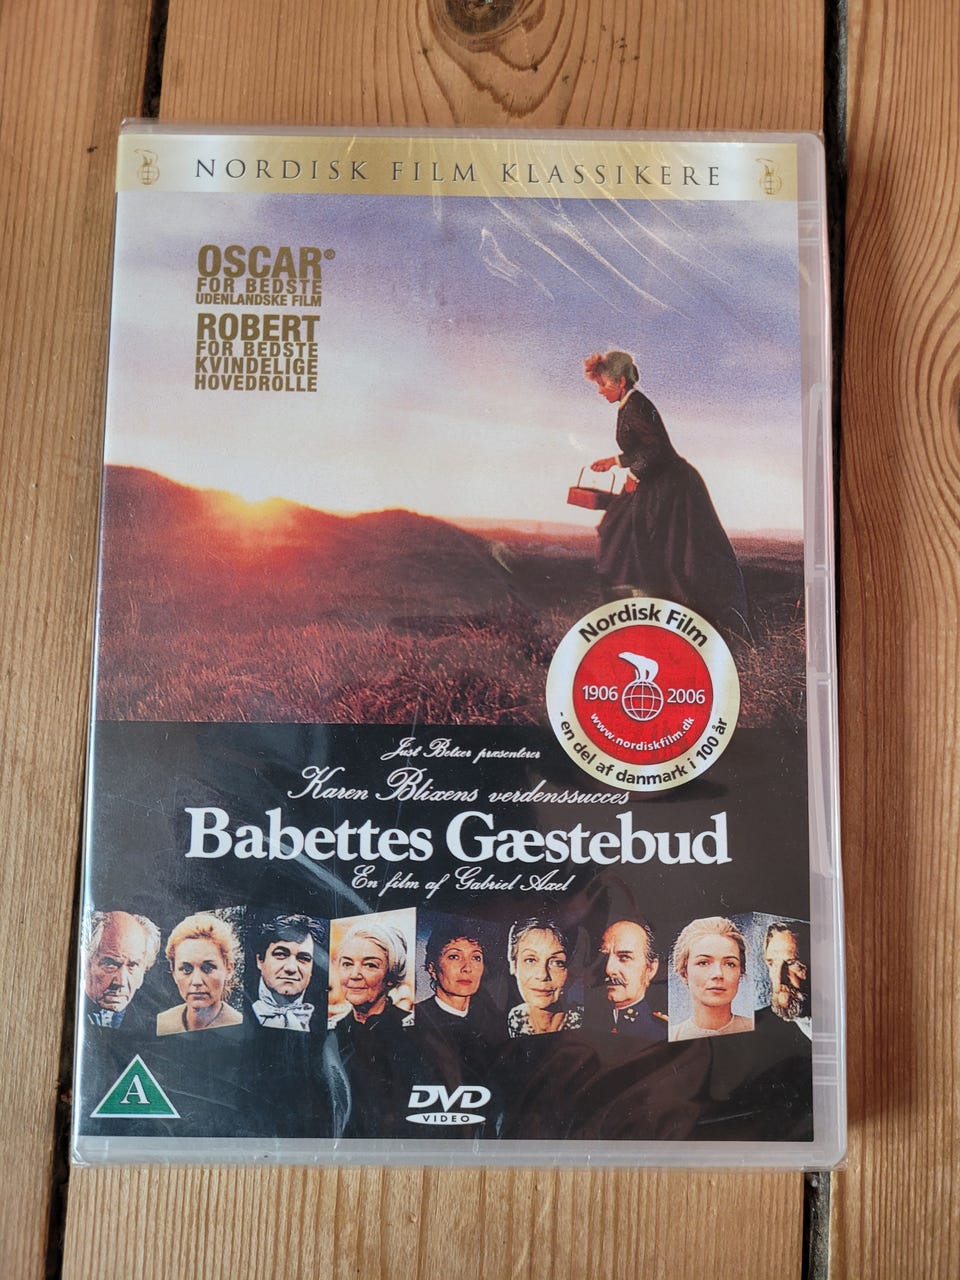 NORDISK FILM KLASSIKERE
OSCAR®
FOR BEDSTE
UDENLANDSKE FILM
ROBERT
FOR BEDSTE
KVINDELIGE
HOVEDROLLE
Nordisk Film
1906 2006
www.nordiskfilm.dk
- en del af danmark i 100 år
Just Betzer præsenterer
Karen Blixens verdenssucces
Babettes Gæstebud
En film af Gabriel Axel
A
DVD
VIDEO